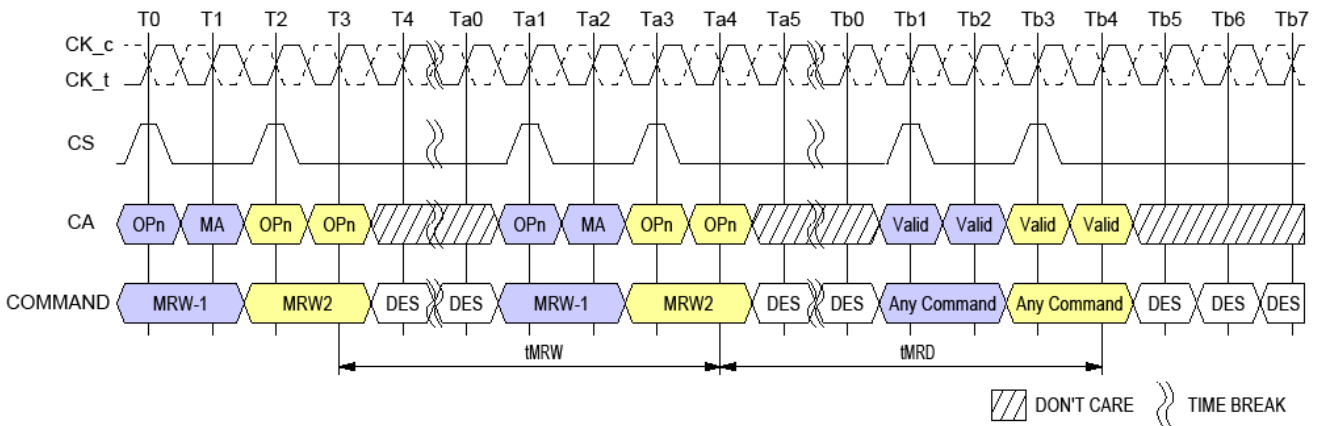 T0 T1 T2 T3 T4 Ta0 Ta1 Ta2 Ta3 Ta4 Ta5 Tb0 Tb1 Tb2 Tb3 Tb4 Tb5 Tb6 Tb7
CK_c
CK_t
CS
CA OPn MA OPn OPn OPn MA OPn OPn Valid Valid Valid Valid
COMMAND MRW-1 MRW2 DES DES MRW-1 MRW2 DES DES Any Command Any Command DES DES DES
tMRW tMRD
DON'T CARE TIME BREAK